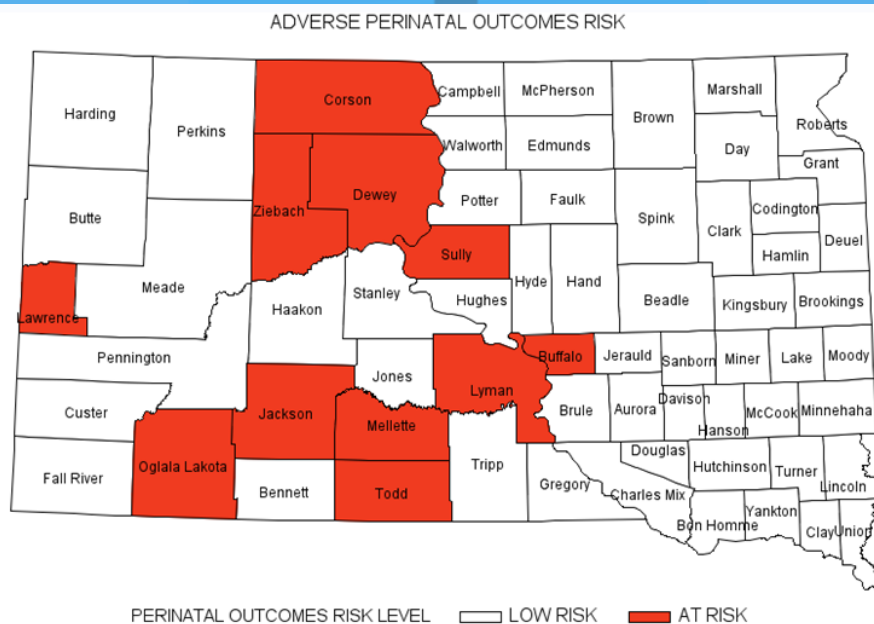 ADVERSE PERINATAL OUTCOMES RISK
Harding
Perkins
Corson
Campbell
McPherson
Brown
Marshall
Roberts
Walworth
Edmunds
Day
Grant
Butte
Ziebach
Dewey
Potter
Faulk
Spink
Clark
Codington
Hamlin
Deuel
Lawrence
Meade
Haakon
Stanley
Sully
Hughes
Hyde
Hand
Beadle
Kingsbury
Brookings
Pennington
Jones
Lyman
Buffalo
Jerauld
Sanborn
Miner
Lake
Moody
Custer
Jackson
Mellette
Brule
Aurora
Davison
Hanson
McCook
Minnehaha
Fall River
Oglala Lakota
Bennett
Todd
Tripp
Gregory
Charles Mix
Douglas
Hutchinson
Turner
Lincoln
Bon Homme
Yankton
Clay
Union
PERINATAL OUTCOMES RISK LEVEL LOW RISK AT RISK